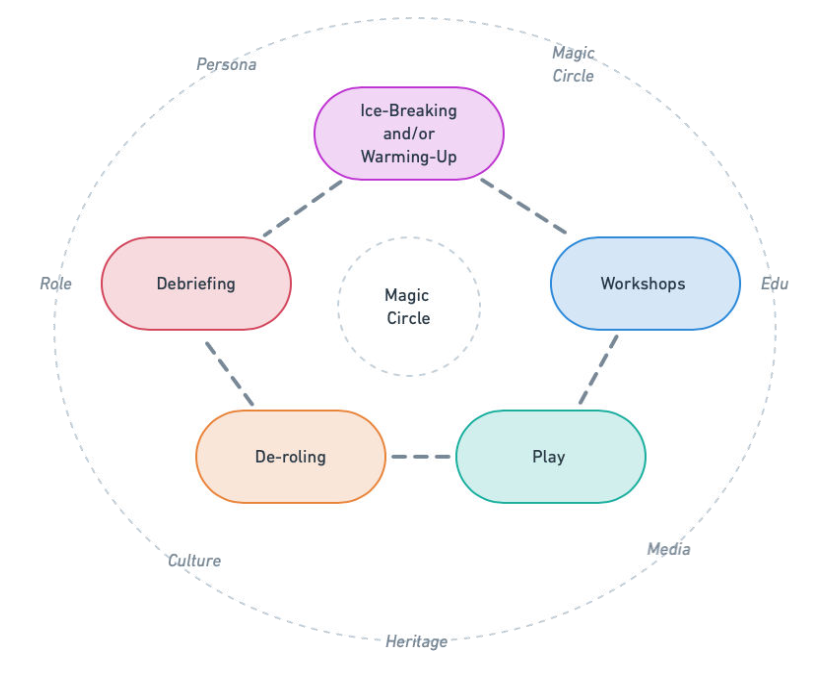 Persona
Magic
Circle
Ice-Breaking
and/or
Warming-Up
Role
Debriefing
Magic
Circle
Workshops
Edu
De-roling
Play
Culture
Media
Heritage